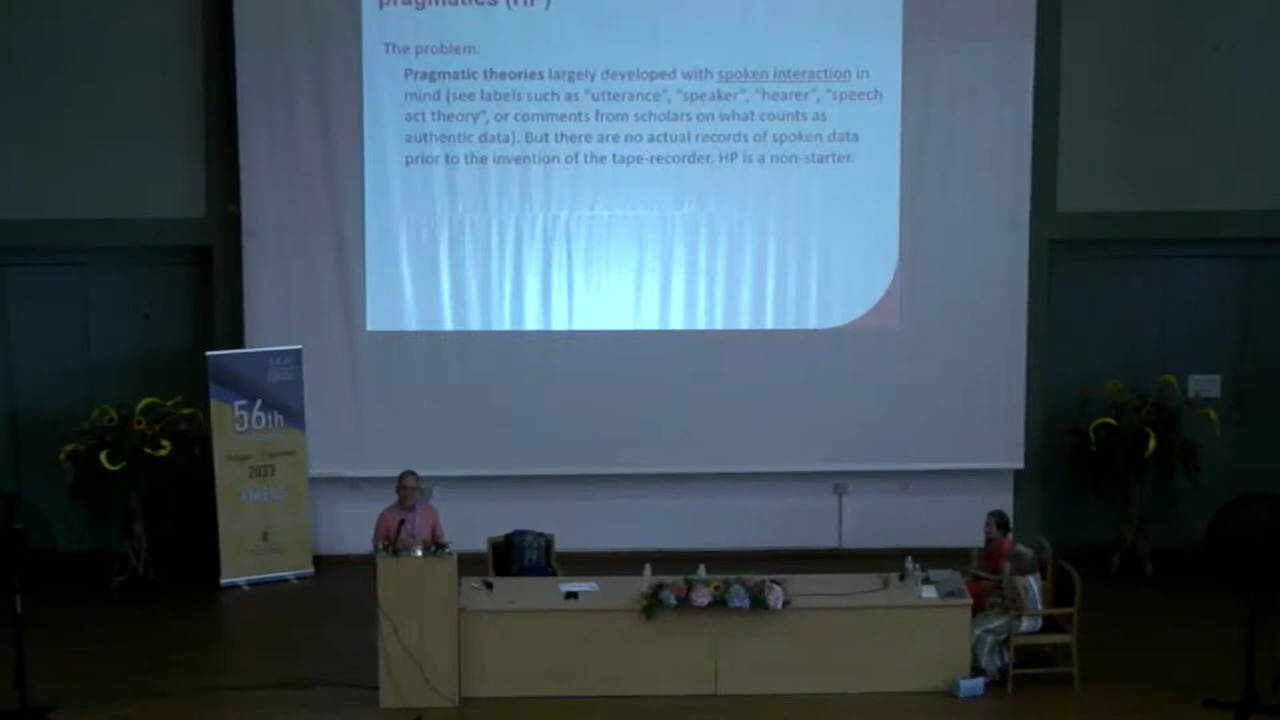 pragmatics (HP)
The problem:
Pragmatic theories largely developed with spoken interaction in
mind (see labels such as “utterance”, “speaker”, “hearer”, “speech
act theory”, or comments from scholars on what counts as
authentic data). But there are no actual records of spoken data
prior to the invention of the tape-recorder. HP is a non-starter.
56th
2023
ATHENS